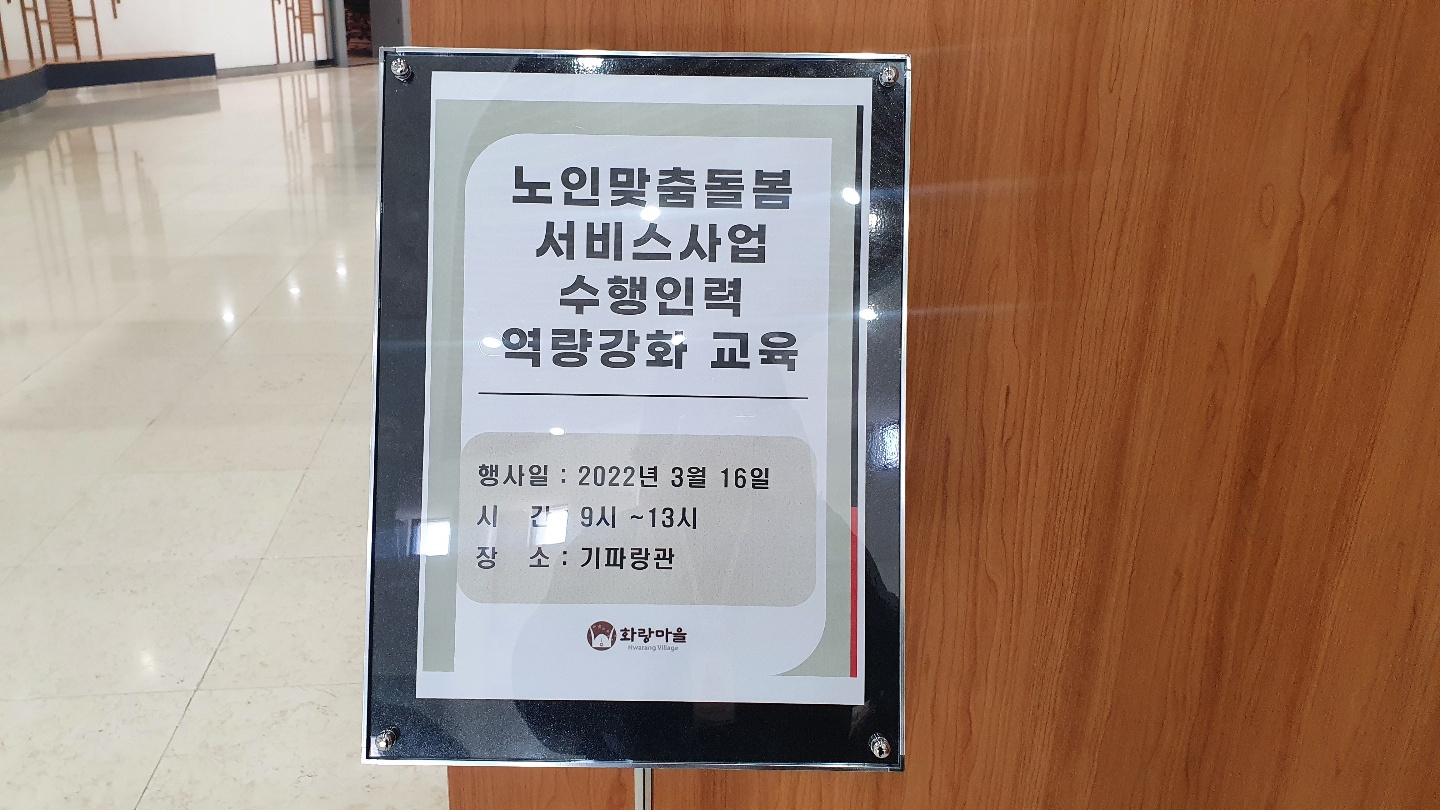 노인맞춤돌봄
서비스사업
수행인력
역량강화 교육
행사일 : 2022년 3월 16일
시 간 : 9시 ~13시
장 소 : 기파랑관
화랑마을
Hwarang Village